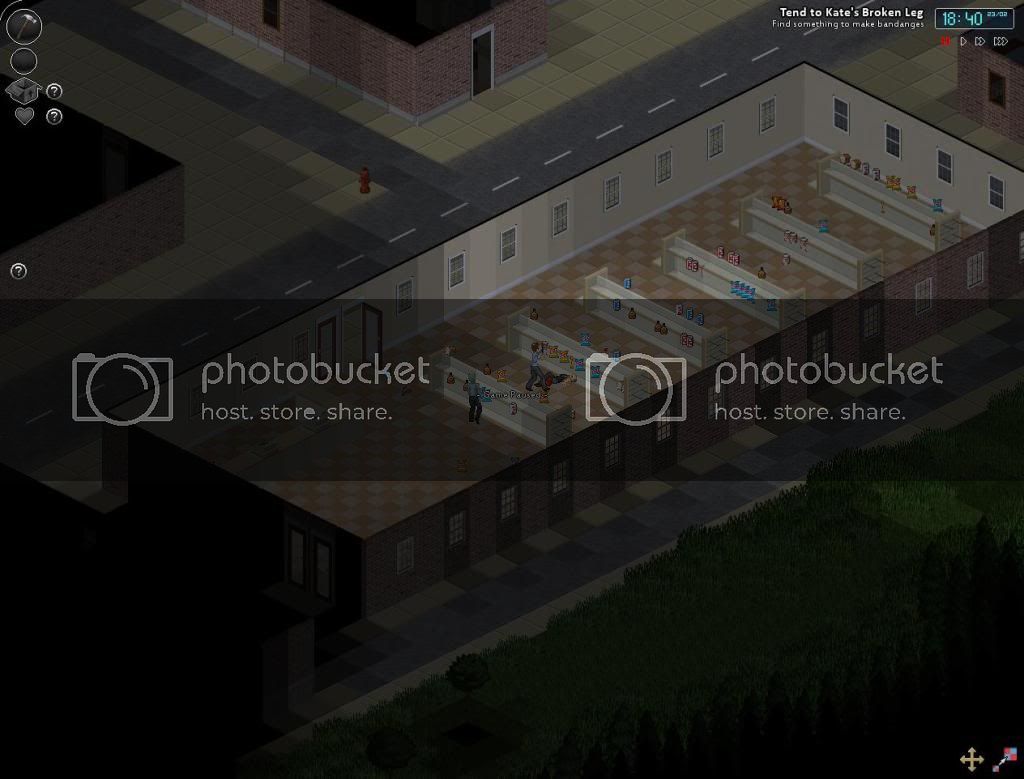 Tend to Kate's Broken Leg
Find something to make bandanges
18:40 23/02
?
?
?
photobucket
host. store. share.
photobucket
host. store. share.
Game Paused